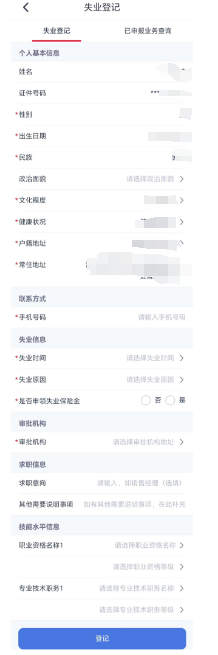 失业登记
失业登记 已申报业务查询
个人基本信息
姓名
证件号码 ***
*性别
*出生日期
*民族
政治面貌 请选择政治面貌
*文化程度
*健康状况
*户籍地址
*常住地址
联系方式
*手机号码 请输入手机号码
失业信息
*失业时间 请选择失业时间
*失业原因 请选择失业原因
*是否申领失业保险金 否 是
审批机构
*审批机构 请选择审批机构地址
求职信息
求职意向 请输入，如销售经理（选填）
其他需要说明事项 如有其他需要说明事项，在此补充
技能水平信息
职业资格名称1 请选择职业资格名称
请选择职业资格等级
专业技术职务1 请选择专业技术职务名称
请选择专业技术职务等级
登记